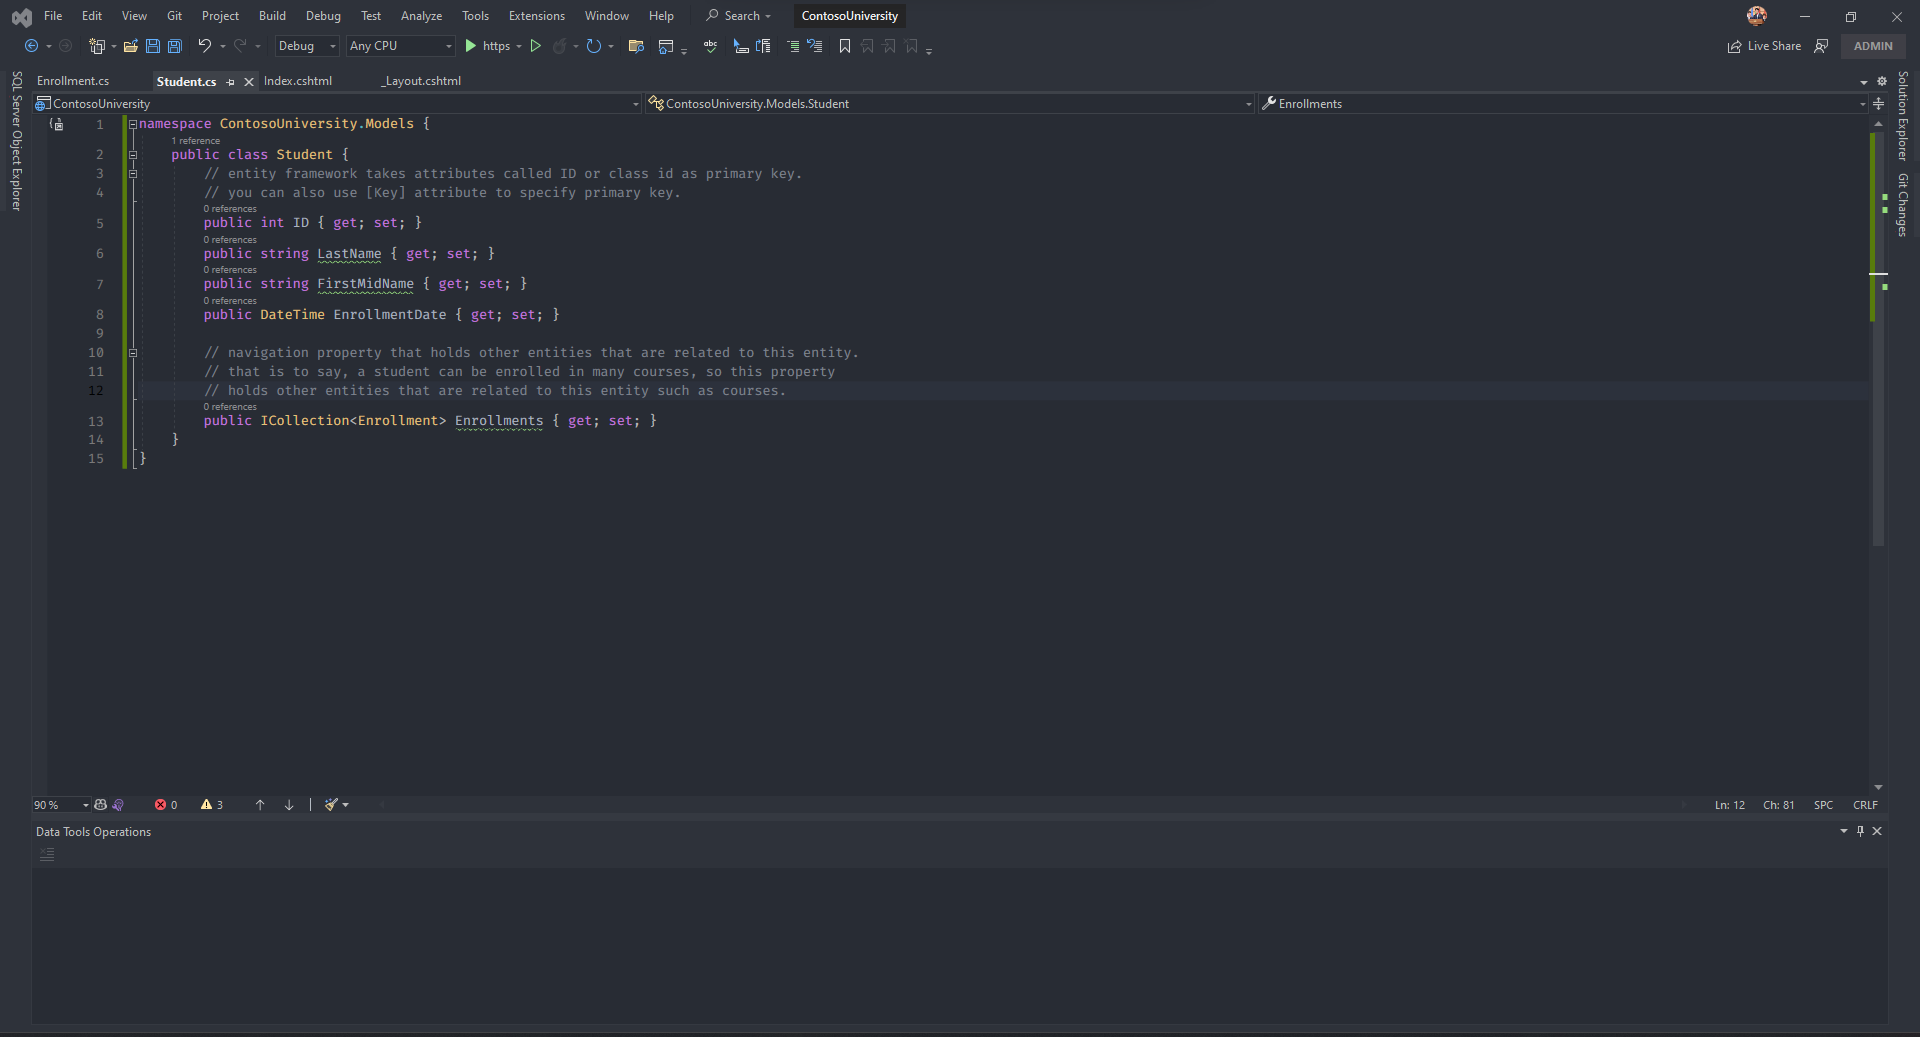 File Edit View Git Project Build Debug Test Analyze Tools Extensions Window Help Search ContosoUniversity
Debug Any CPU https Live Share ADMIN
Enrollment.cs Student.cs Index.cshtml _Layout.cshtml
ContosoUniversity ContosoUniversity.Models.Student Enrollments
SQL Server Object Explorer
Solution Explorer
Git Changes
1 namespace ContosoUniversity.Models {
1 reference
2 public class Student {
3 // entity framework takes attributes called ID or class id as primary key.
4 // you can also use [Key] attribute to specify primary key.
0 references
5 public int ID { get; set; }
0 references
6 public string LastName { get; set; }
0 references
7 public string FirstMidName { get; set; }
0 references
8 public DateTime EnrollmentDate { get; set; }
9
10 // navigation property that holds other entities that are related to this entity.
11 // that is to say, a student can be enrolled in many courses, so this property
12 // holds other entities that are related to this entity such as courses.
0 references
13 public ICollection<Enrollment> Enrollments { get; set; }
14 }
15 }
90 % 0 3 Ln: 12 Ch: 81 SPC CRLF
Data Tools Operations